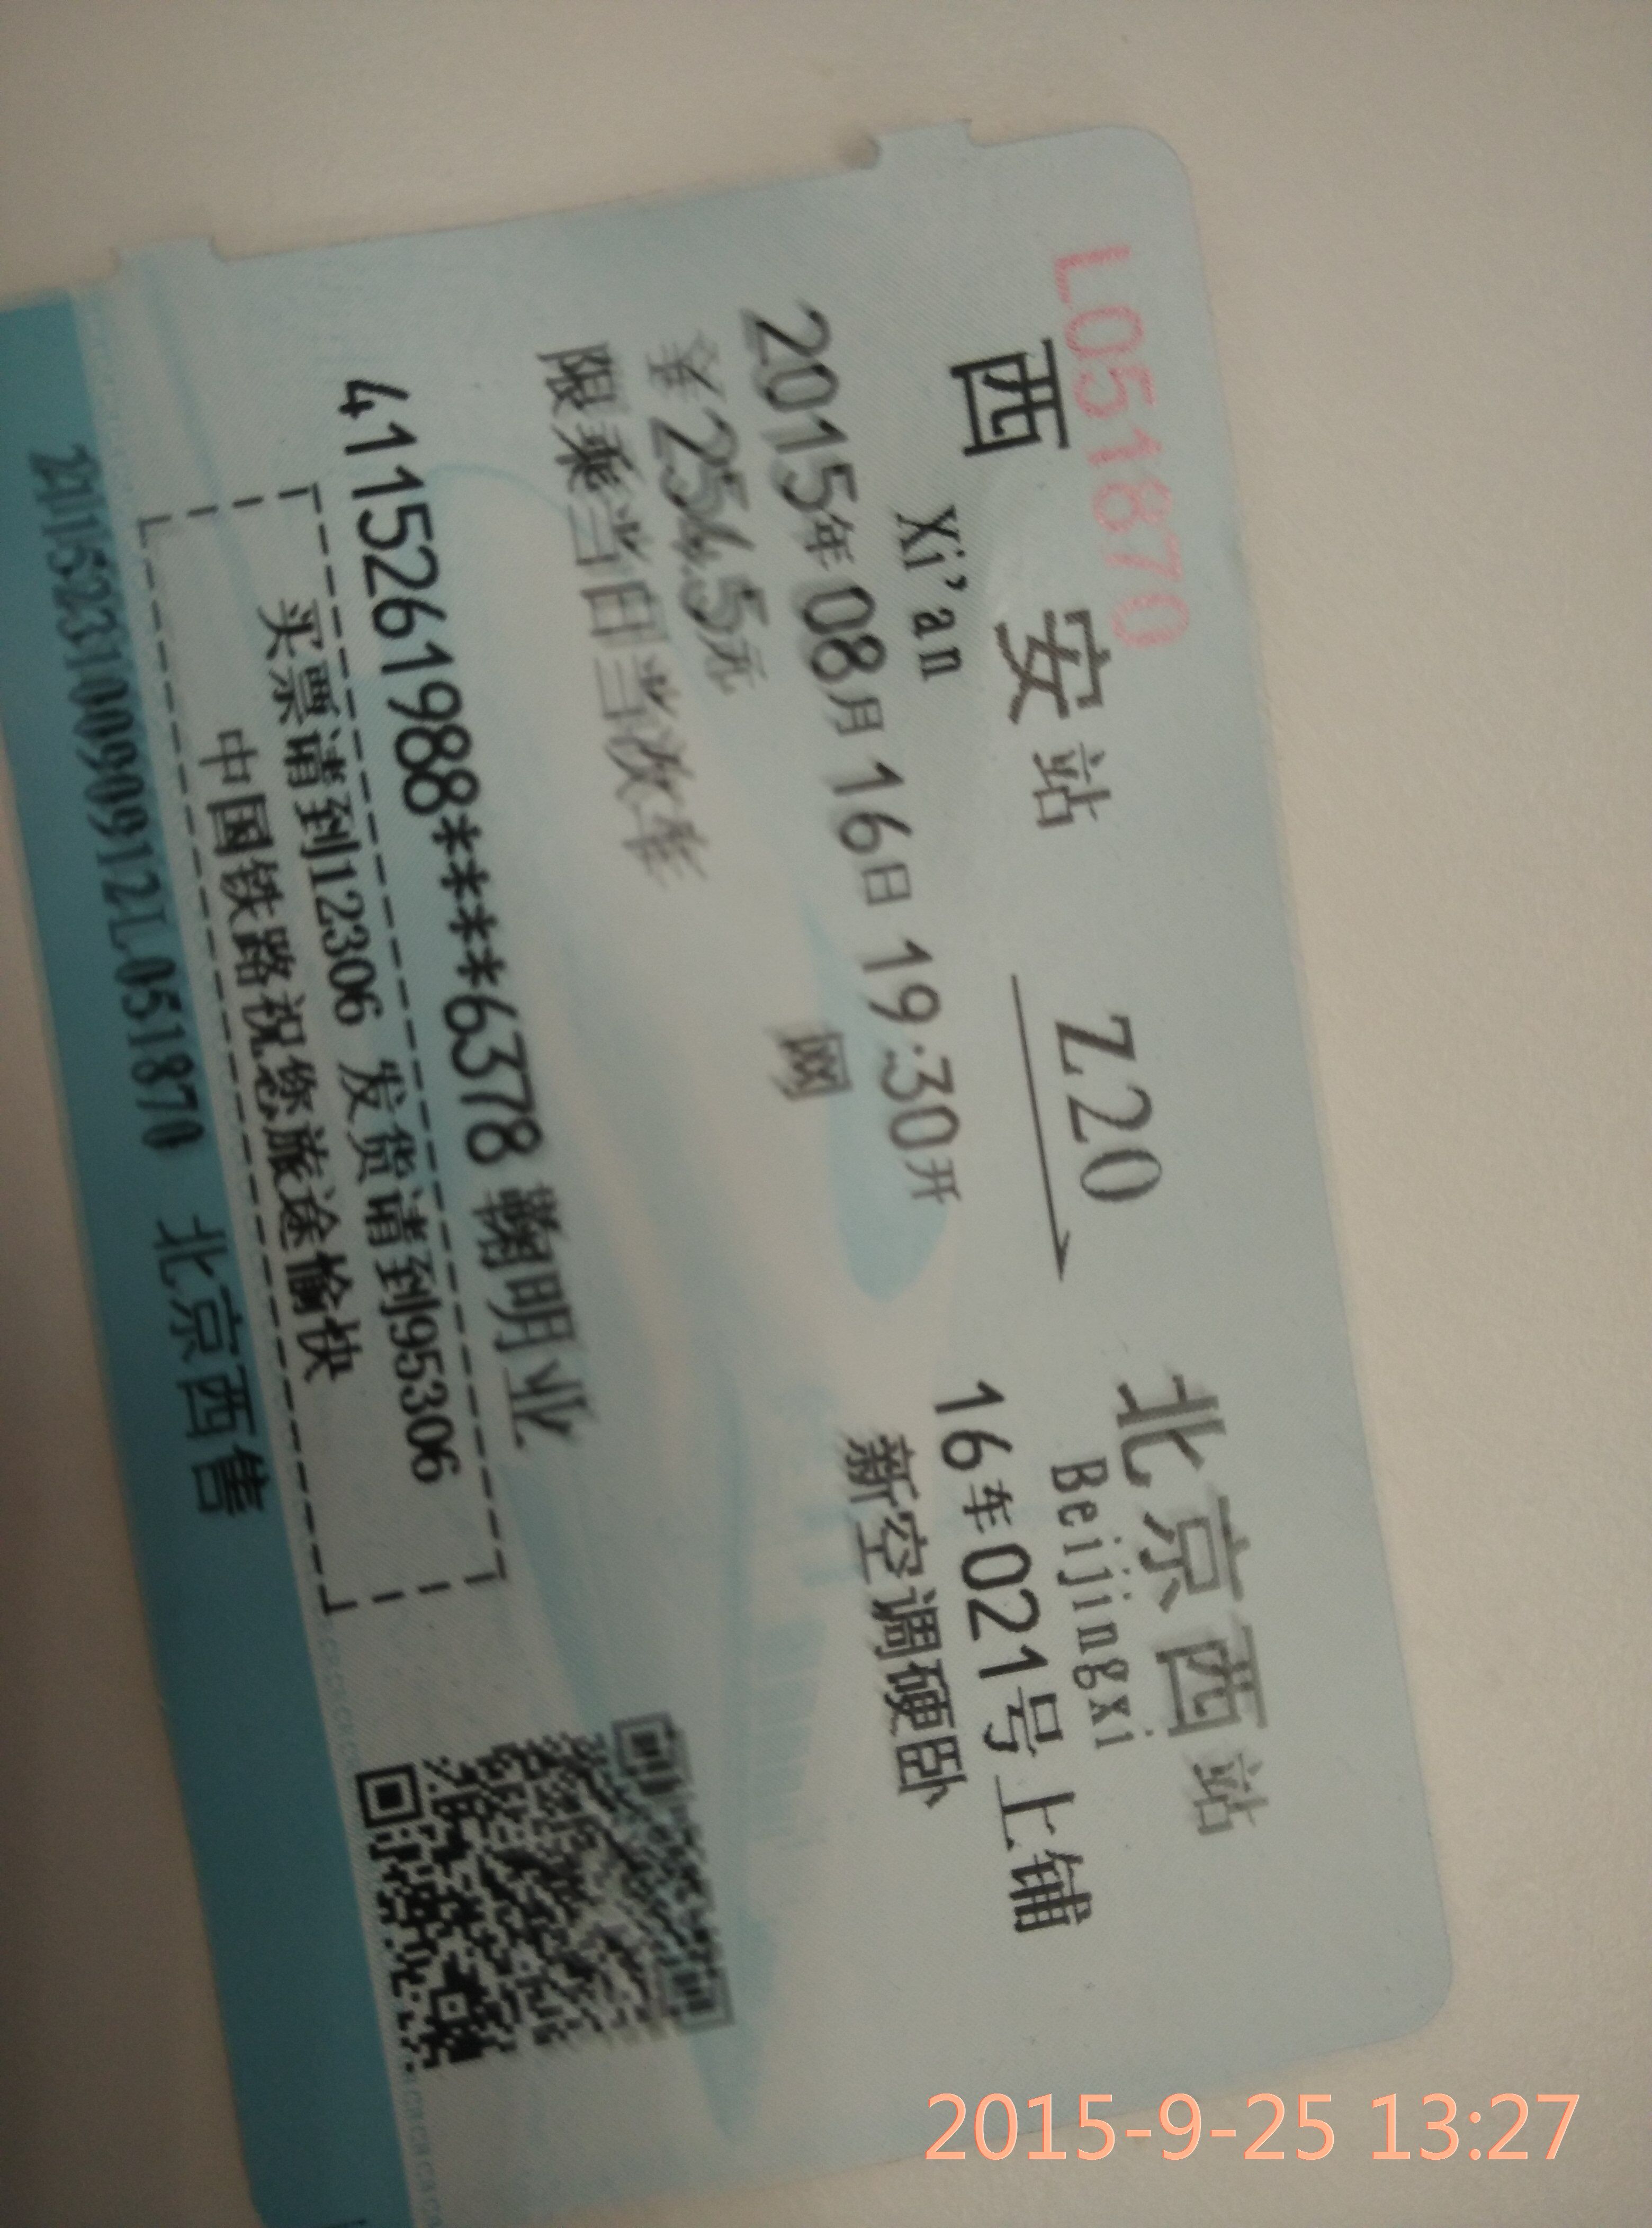 L051870
西安站 Z20 北京西站
Xi'an Beijingxi
2015年08月16日 19:30开 16车021号上铺
¥254.5元 网 新空调硬卧
限乘当日当次车
4115261988****6378 鞠明业
买票请到12306 发货请到95306
中国铁路祝您旅途愉快
L051870 北京西售
2015-9-25 13:27